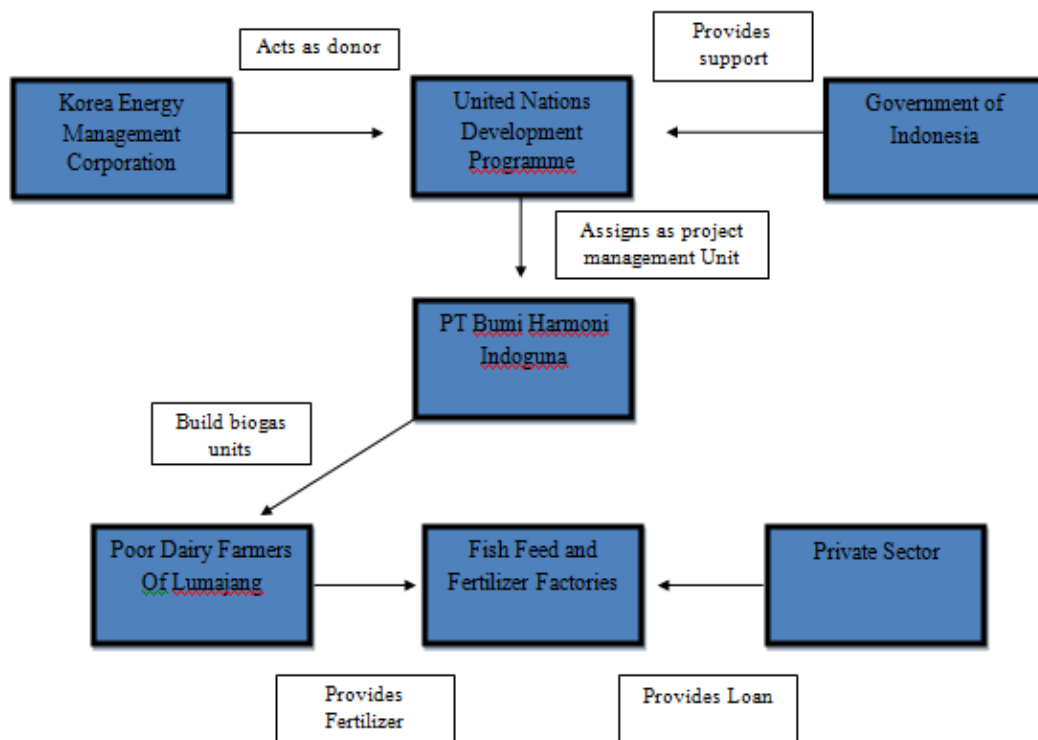 Acts as donor
Provides
support
Korea Energy
Management
Corporation
United Nations
Development
Programme
Government of
Indonesia
Assigns as project
management Unit
PT Bumi Harmoni
Indoguna
Build biogas
units
Poor Dairy Farmers
Of Lumajang
Fish Feed and
Fertilizer Factories
Private Sector
Provides
Fertilizer
Provides Loan